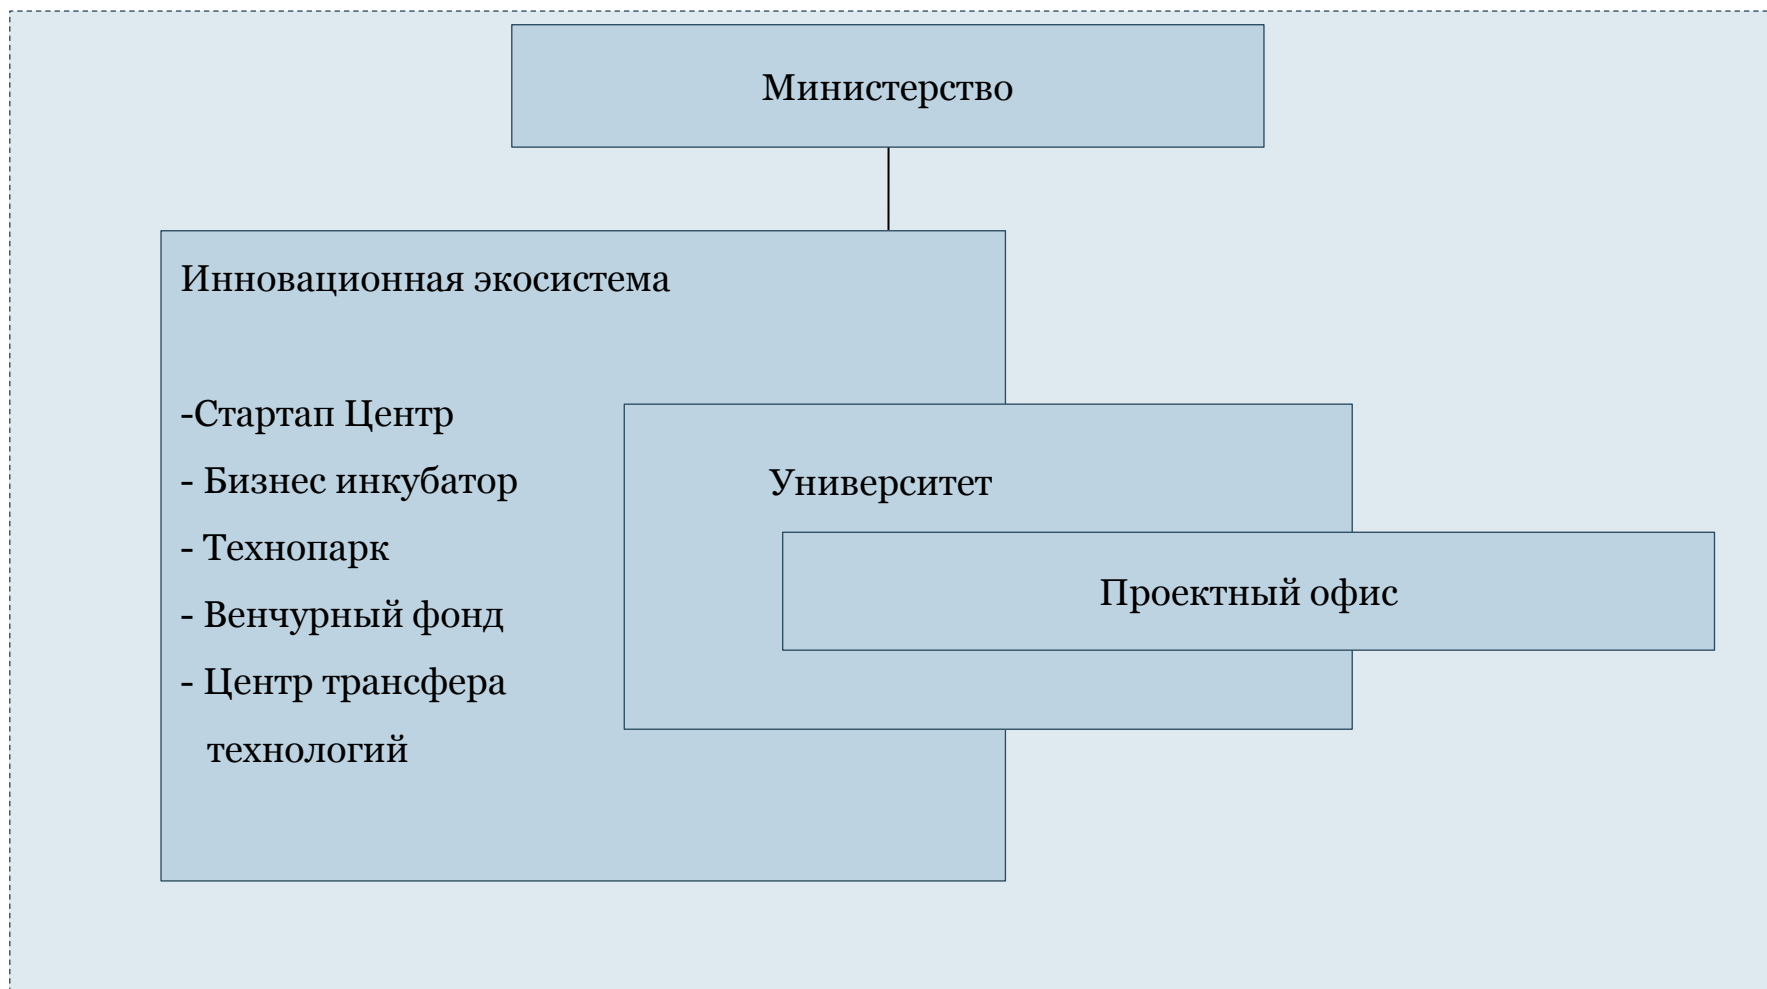 Министерство
Инновационная экосистема
-Стартап Центр
- Бизнес инкубатор
- Технопарк
- Венчурный фонд
- Центр трансфера
технологий
Университет
Проектный офис